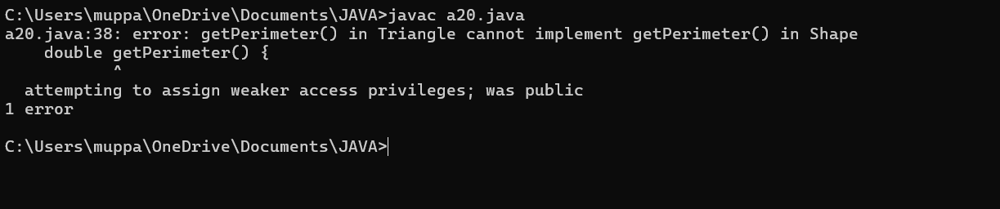 C:\Users\muppa\OneDrive\Documents\JAVA>javac a20.java
a20.java:38: error: getPerimeter() in Triangle cannot implement getPerimeter() in Shape
    double getPerimeter() {
           ^
  attempting to assign weaker access privileges; was public
1 error
C:\Users\muppa\OneDrive\Documents\JAVA>